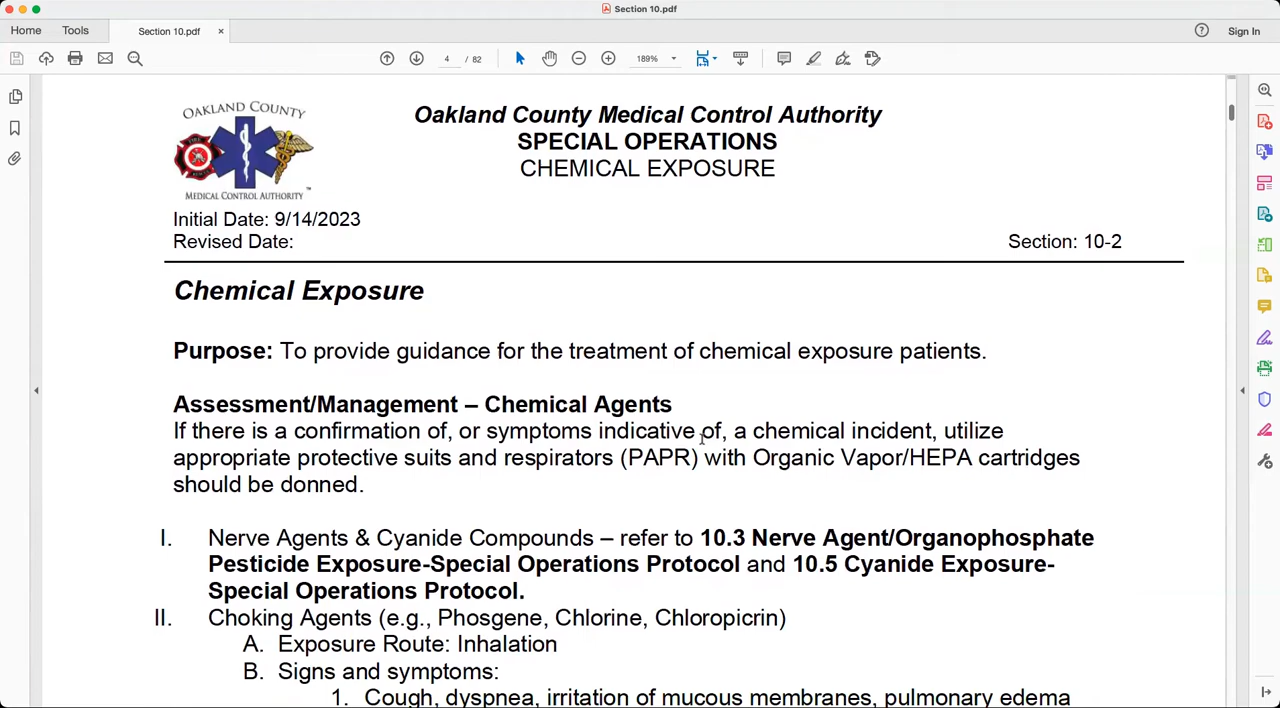 Section 10.pdf
Home
Tools
Section 10.pdf ×
Sign In
4 / 82
189%
OAKLAND COUNTY
MEDICAL CONTROL AUTHORITY™
Oakland County Medical Control Authority
SPECIAL OPERATIONS
CHEMICAL EXPOSURE
Initial Date: 9/14/2023
Revised Date:
Section: 10-2
Chemical Exposure
Purpose: To provide guidance for the treatment of chemical exposure patients.
Assessment/Management – Chemical Agents
If there is a confirmation of, or symptoms indicative of, a chemical incident, utilize
appropriate protective suits and respirators (PAPR) with Organic Vapor/HEPA cartridges
should be donned.
I. Nerve Agents & Cyanide Compounds – refer to 10.3 Nerve Agent/Organophosphate
Pesticide Exposure-Special Operations Protocol and 10.5 Cyanide Exposure-
Special Operations Protocol.
II. Choking Agents (e.g., Phosgene, Chlorine, Chloropicrin)
A. Exposure Route: Inhalation
B. Signs and symptoms:
1. Cough, dyspnea, irritation of mucous membranes, pulmonary edema